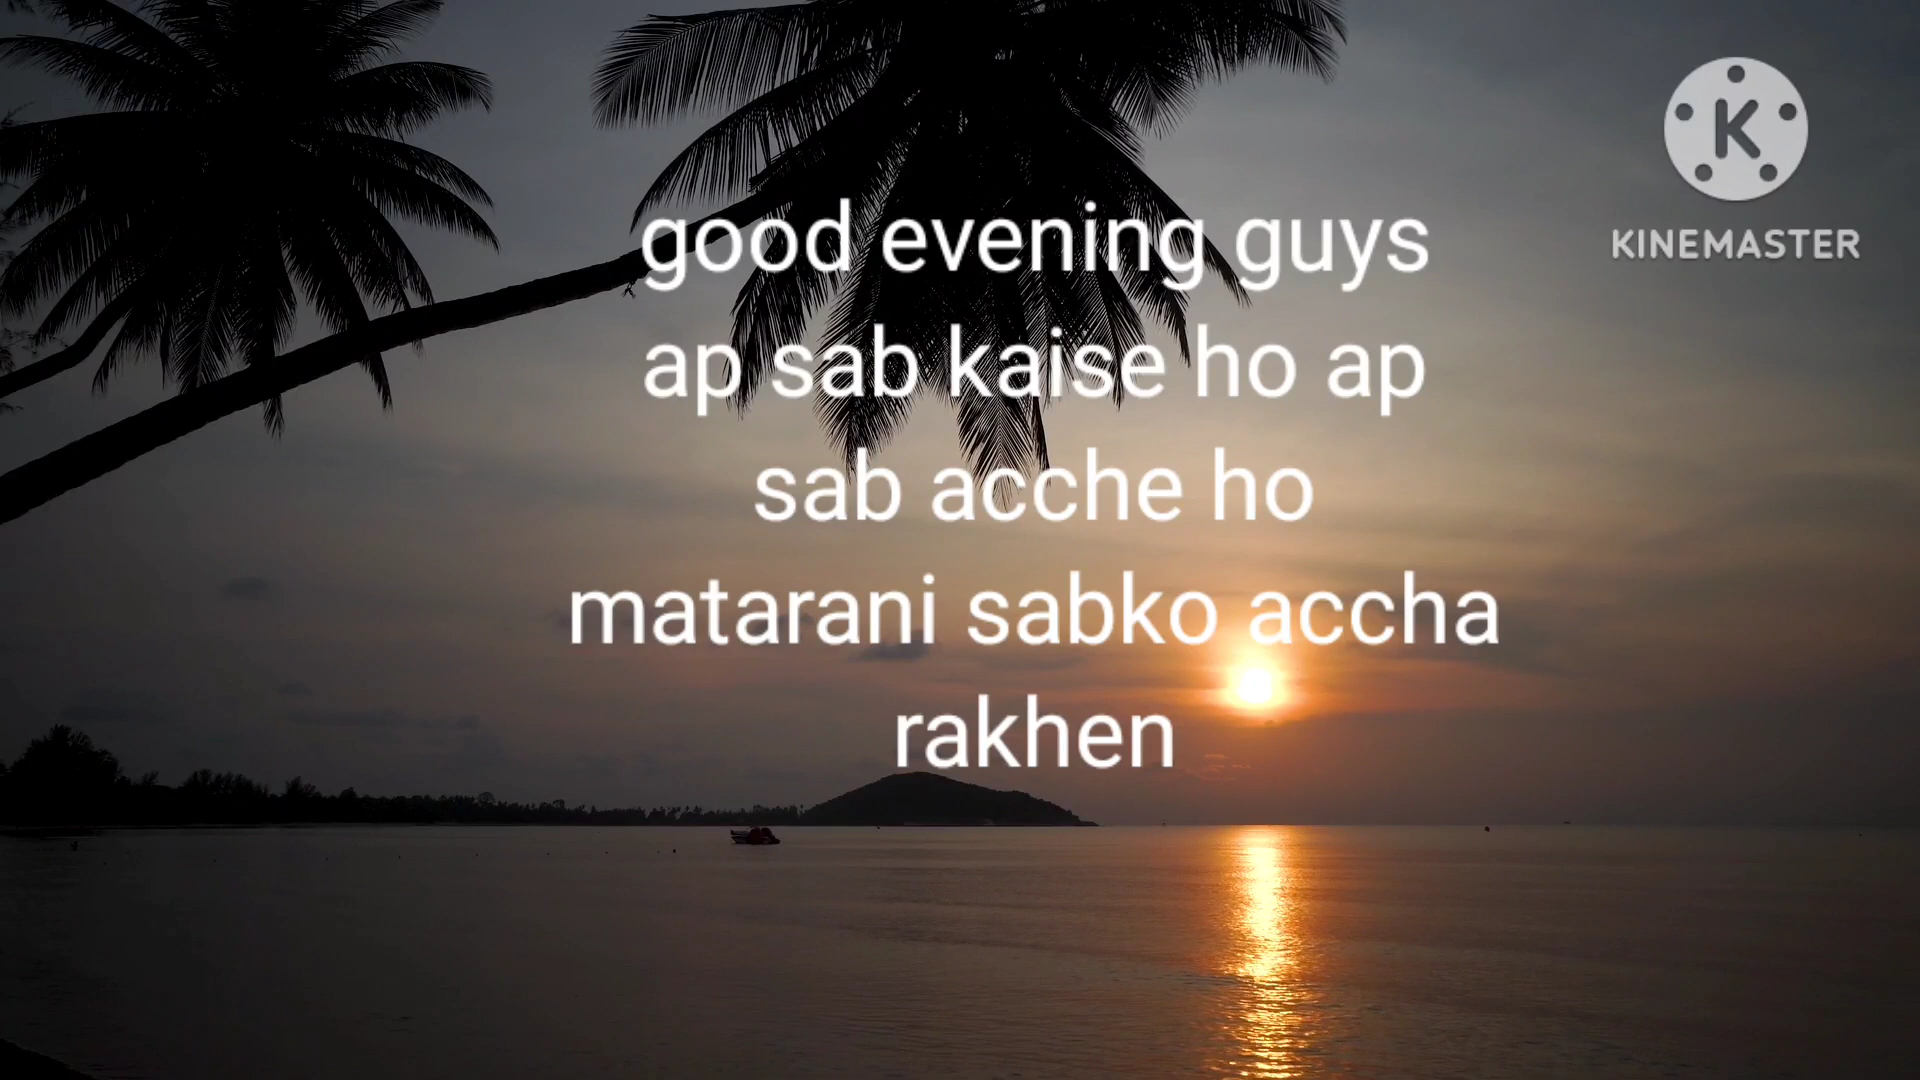 good evening guys
ap sab kaise ho ap
sab acche ho
matarani sabko accha
rakhen
K
KINEMASTER